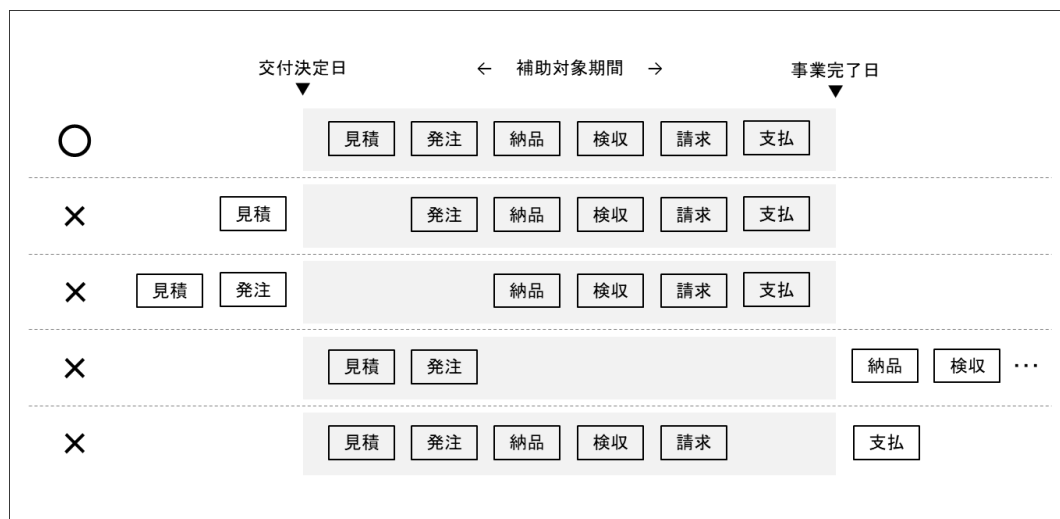 交付決定日 ← 補助対象期間 → 事業完了日
▼ ▼
○ 見積 発注 納品 検収 請求 支払
× 見積 発注 納品 検収 請求 支払
× 見積 発注 納品 検収 請求 支払
× 見積 発注 納品 検収 …
× 見積 発注 納品 検収 請求 支払